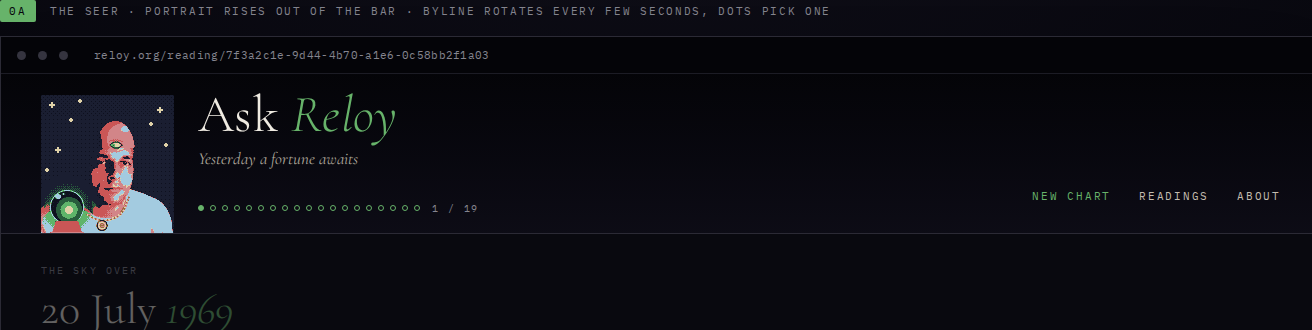 0A THE SEER · PORTRAIT RISES OUT OF THE BAR · BYLINE ROTATES EVERY FEW SECONDS, DOTS PICK ONE
reloy.org/reading/7f3a2c1e-9d44-4b70-a1e6-0c58bb2f1a03
Ask Reloy
Yesterday a fortune awaits
1 / 19
NEW CHART READINGS ABOUT
THE SKY OVER
20 July 1969